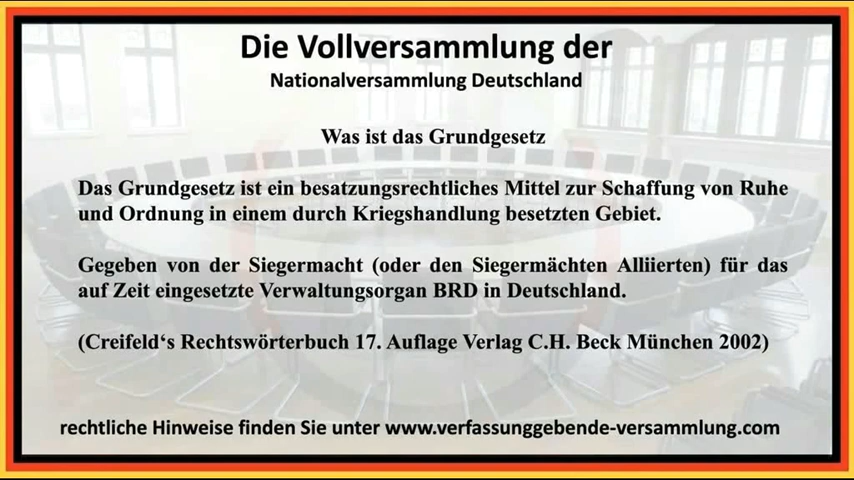 Die Vollversammlung der
Nationalversammlung Deutschland
Was ist das Grundgesetz
Das Grundgesetz ist ein besatzungsrechtliches Mittel zur Schaffung von Ruhe
und Ordnung in einem durch Kriegshandlung besetzten Gebiet.
Gegeben von der Siegermacht (oder den Siegermächten Alliierten) für das
auf Zeit eingesetzte Verwaltungsorgan BRD in Deutschland.
(Creifeld‘s Rechtswörterbuch 17. Auflage Verlag C.H. Beck München 2002)
rechtliche Hinweise finden Sie unter www.verfassunggebende-versammlung.com